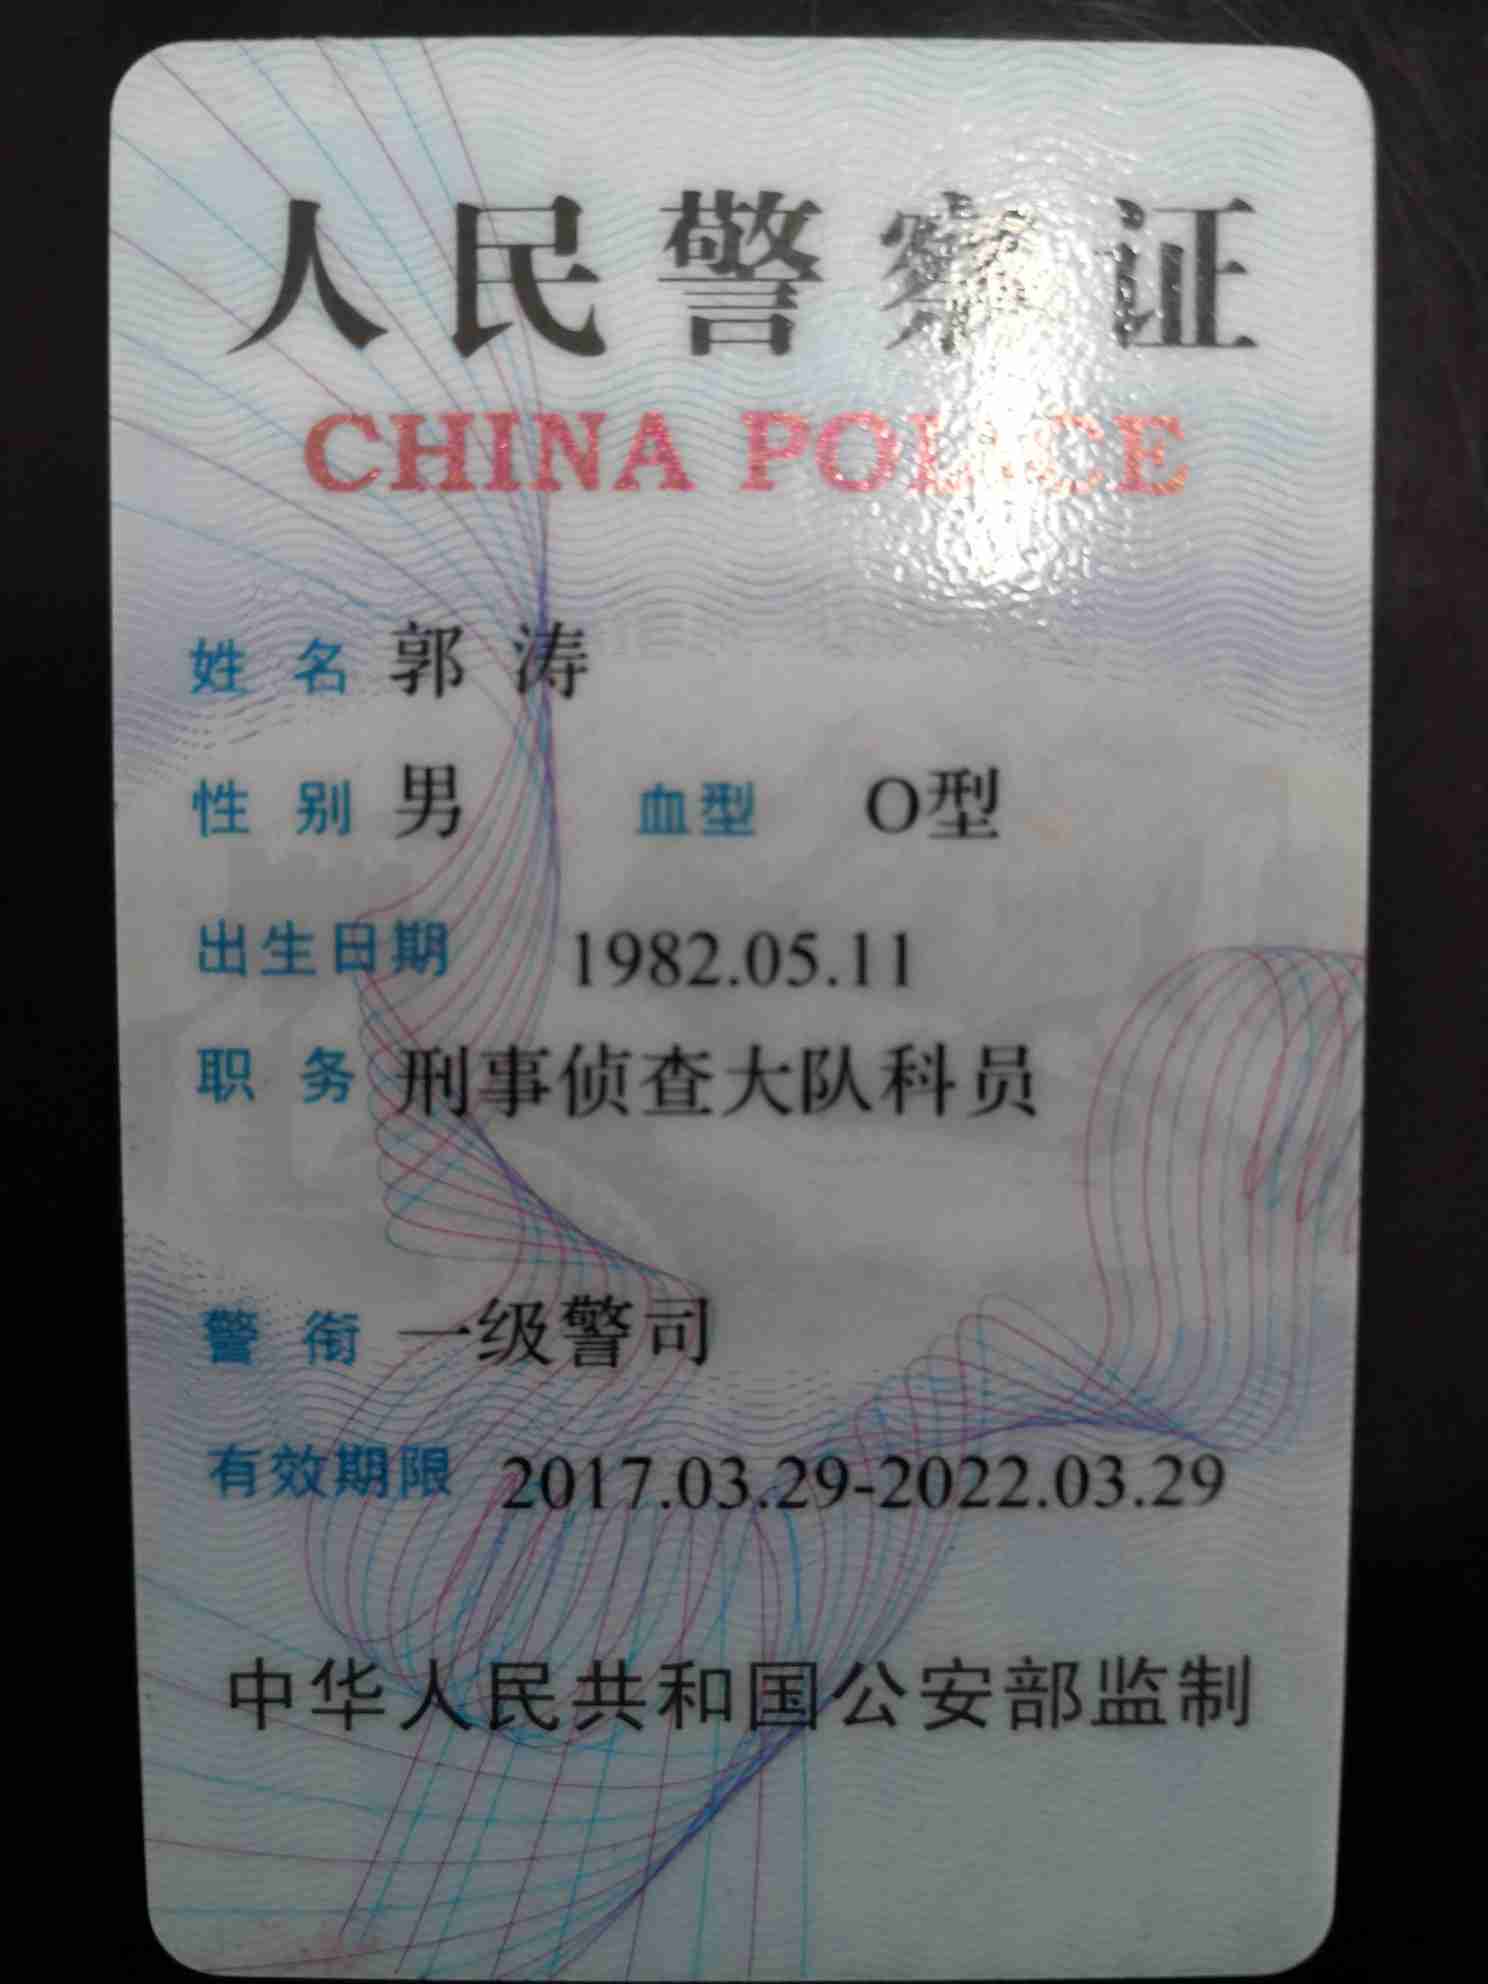 人民警察证
CHINA POLICE
姓 名 郭 涛
性 别 男 血型 O型
出生日期 1982.05.11
职 务 刑事侦查大队科员
警 衔 一级警司
有效期限 2017.03.29-2022.03.29
中华人民共和国公安部监制